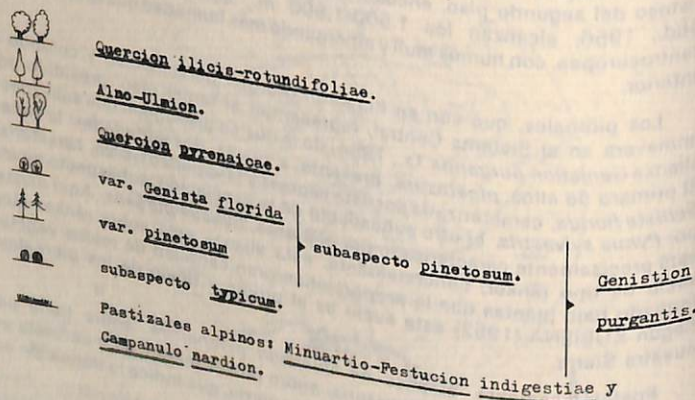 Quercion ilicis-rotundifoliae.
Alno-Ulmion.
Quercion pyrenaicae.
var. Genista florida
var. pinetosum
subaspecto pinetosum.
subaspecto typicum.
Genistion
purgantis.
Pastizales alpinos: Minuartio-Festucion indigestiae y
Campanulo nardion.